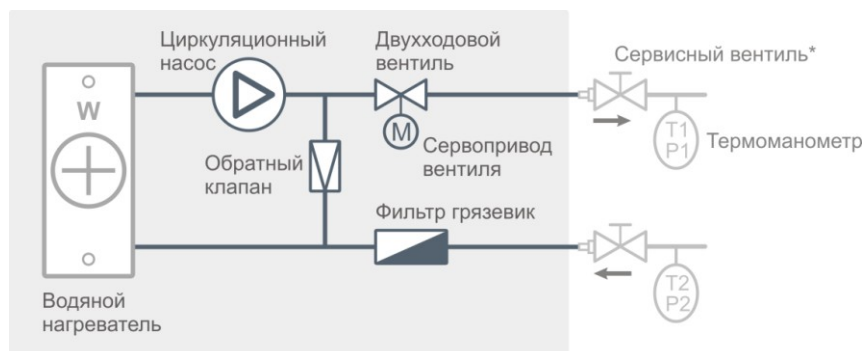 Циркуляционный
насос
Двухходовой
вентиль
Сервисный вентиль*
W
M
T1
P1
Термоманометр
Обратный
клапан
Сервопривод
вентиля
Фильтр грязевик
T2
P2
Водяной
нагреватель